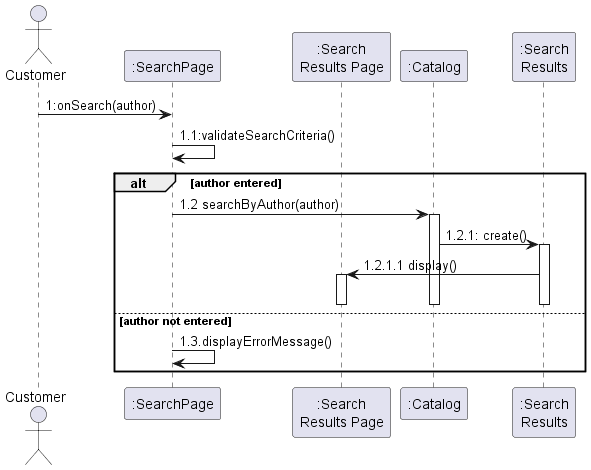 Customer
:SearchPage
:Search
Results Page
:Catalog
:Search
Results
1:onSearch(author)
1.1:validateSearchCriteria()
alt
[author entered]
1.2 searchByAuthor(author)
1.2.1: create()
1.2.1.1 display()
[author not entered]
1.3.displayErrorMessage()
Customer
:SearchPage
:Search
Results Page
:Catalog
:Search
Results